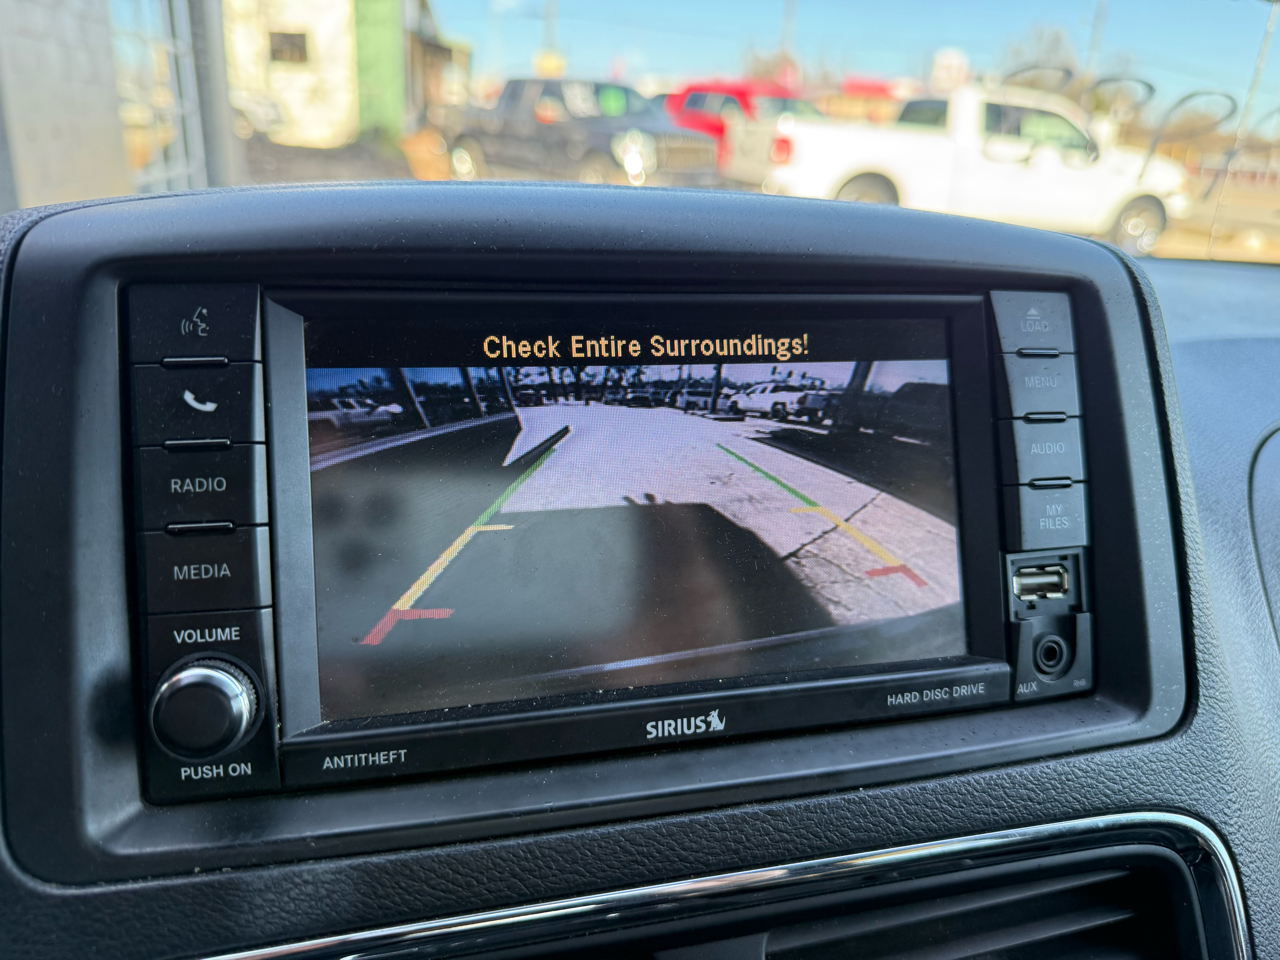 Check Entire Surroundings!
RADIO
MEDIA
VOLUME
PUSH ON
LOAD
MENU
AUDIO
MY
FILES
AUX
RHB
HARD DISC DRIVE
SIRIUS
ANTITHEFT